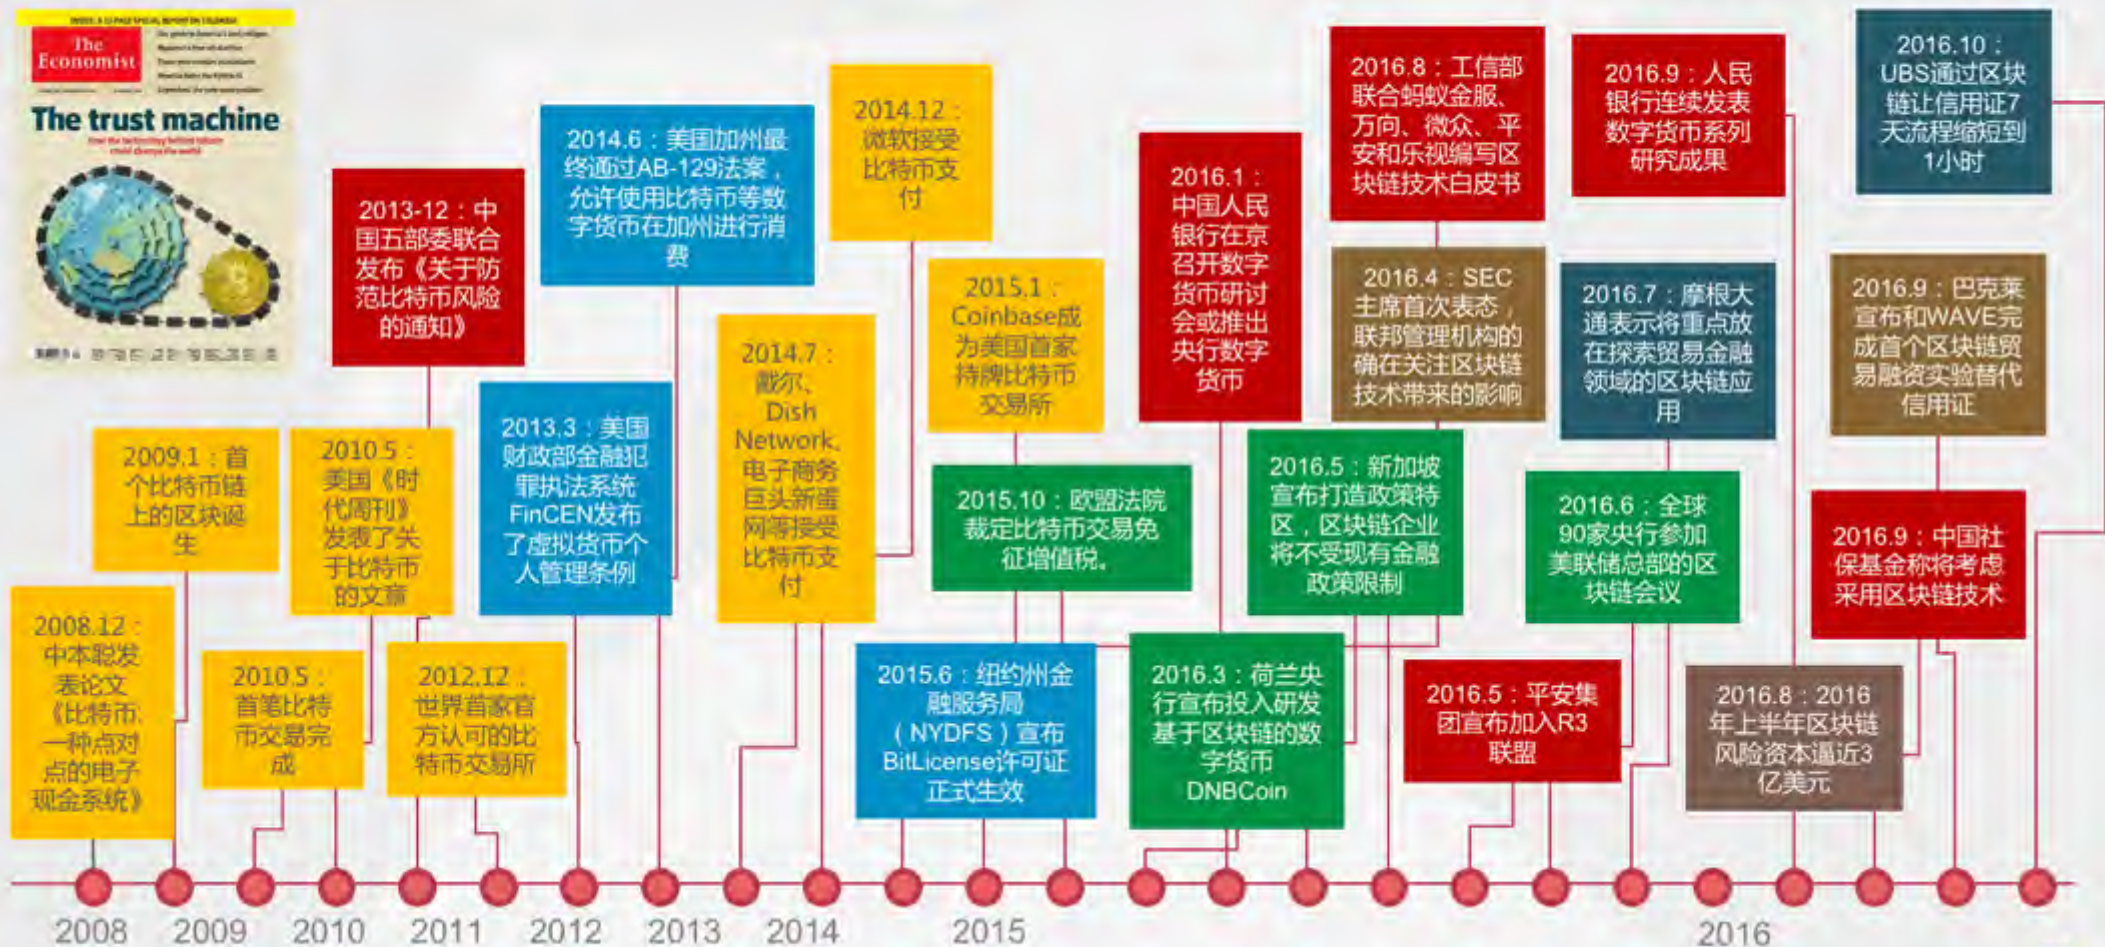 The
Economist
The trust machine
2008.12：
中本聪发
表论文
《比特币:
一种点对
点的电子
现金系统》
2009.1：首
个比特币链
上的区块诞
生
2010.5：
首笔比特
币交易完
成
2010.5：
美国《时
代周刊》
发表了关
于比特币
的文章
2013-12：中
国五部委联合
发布《关于防
范比特币风险
的通知》
2012.12：
世界首家官
方认可的比
特币交易所
2013.3：美国
财政部金融犯
罪执法系统
FinCEN发布
了虚拟货币个
人管理条例
2014.6：美国加州最
终通过AB-129法案，
允许使用比特币等数
字货币在加州进行消
费
2014.7：
戴尔、
Dish
Network、
电子商务
巨头新蛋
网等接受
比特币支
付
2014.12：
微软接受
比特币支
付
2015.1：
Coinbase成
为美国首家
持牌比特币
交易所
2015.10：欧盟法院
裁定比特币交易免
征增值税。
2015.6：纽约州金
融服务局
（NYDFS）宣布
BitLicense许可证
正式生效
2016.1：
中国人民
银行在京
召开数字
货币研讨
会或推出
央行数字
货币
2016.3：荷兰央
行宣布投入研发
基于区块链的数
字货币
DNBCoin
2016.8：工信部
联合蚂蚁金服、
万向、微众、平
安和乐视编写区
块链技术白皮书
2016.4：SEC
主席首次表态，
联邦管理机构的
确在关注区块链
技术带来的影响
2016.5：新加坡
宣布打造政策特
区，区块链企业
将不受现有金融
政策限制
2016.5：平安集
团宣布加入R3
联盟
2016.9：人民
银行连续发表
数字货币系列
研究成果
2016.7：摩根大
通表示将重点放
在探索贸易金融
领域的区块链应
用
2016.6：全球
90家央行参加
美联储总部的区
块链会议
2016.8：2016
年上半年区块链
风险资本逼近3
亿美元
2016.10：
UBS通过区块
链让信用证7
天流程缩短到
1小时
2016.9：巴克莱
宣布和WAVE完
成首个区块链贸
易融资实验替代
信用证
2016.9：中国社
保基金称将考虑
采用区块链技术
2008 2009 2010 2011 2012 2013 2014 2015 2016